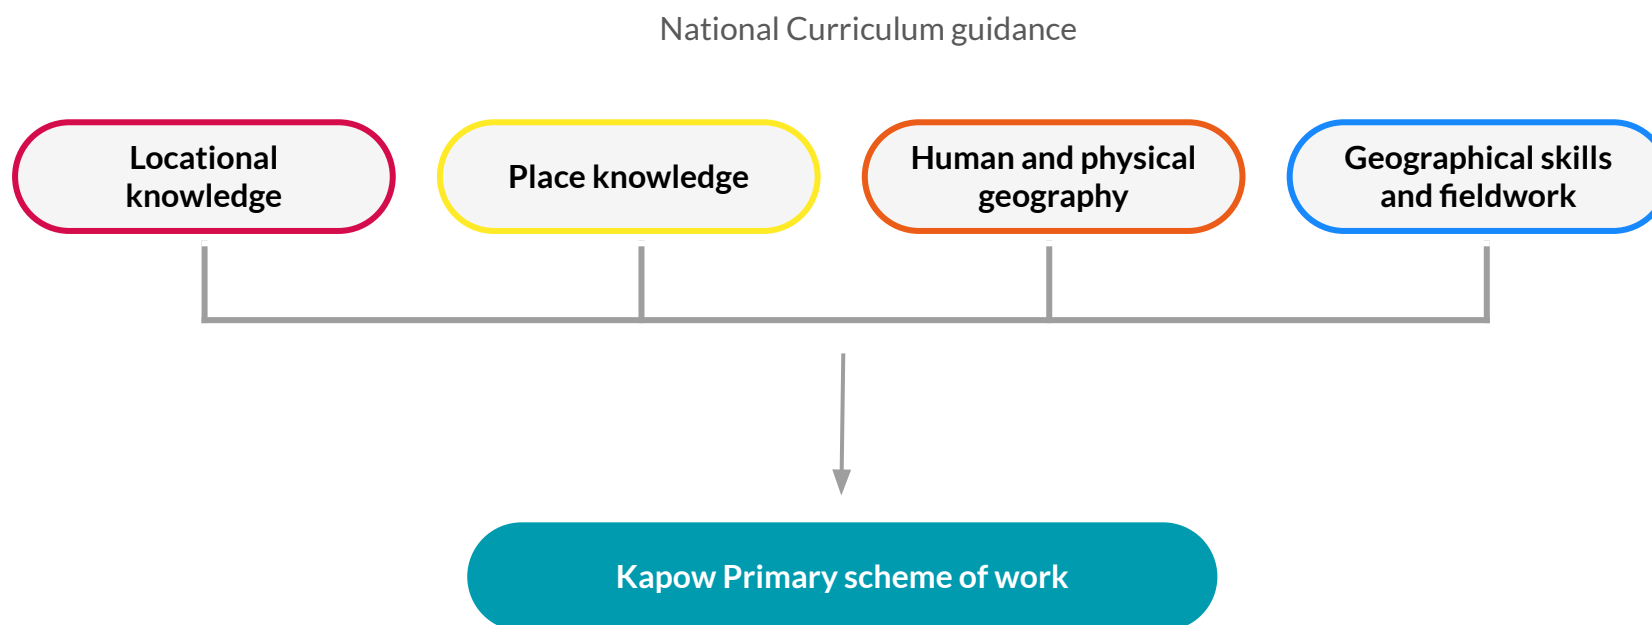 National Curriculum guidance
Locational
knowledge
Place knowledge
Human and physical
geography
Geographical skills
and fieldwork
Kapow Primary scheme of work